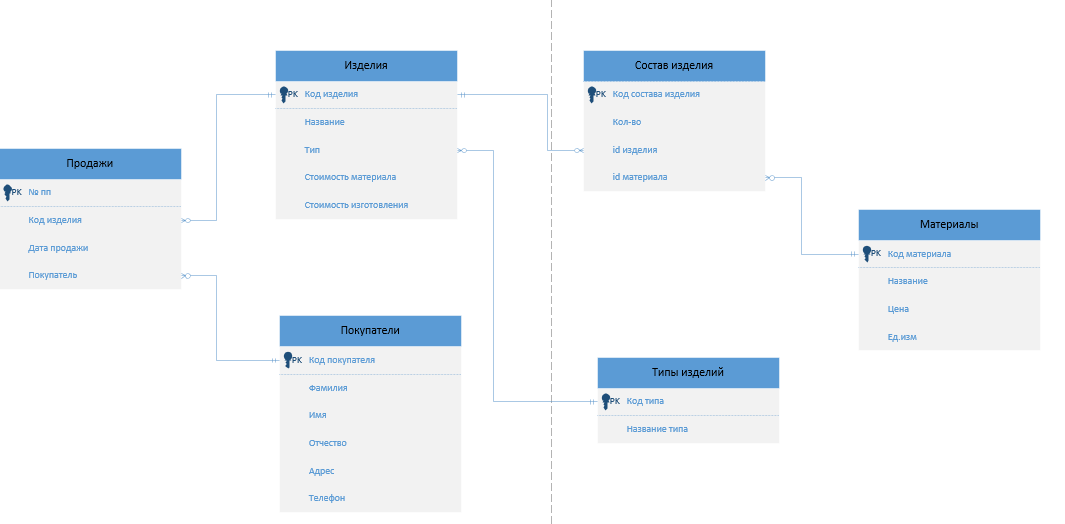 Продажи
PK № пп
Код изделия
Дата продажи
Покупатель
Изделия
PK Код изделия
Название
Тип
Стоимость материала
Стоимость изготовления
Покупатели
PK Код покупателя
Фамилия
Имя
Отчество
Адрес
Телефон
Состав изделия
PK Код состава изделия
Кол-во
id изделия
id материала
Типы изделий
PK Код типа
Название типа
Материалы
PK Код материала
Название
Цена
Ед.изм